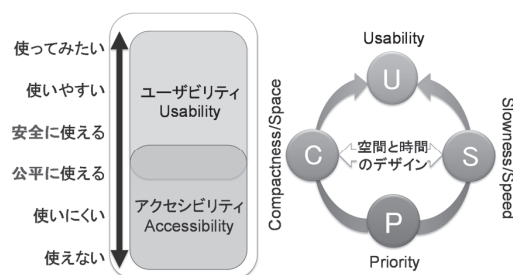 使ってみたい
使いやすい
安全に使える
公平に使える
使いにくい
使えない
ユーザビリティ
Usability
アクセシビリティ
Accessibility
Usability
U
Compactness/Space
C
空間と時間
のデザイン
S
Slowness/Speed
P
Priority